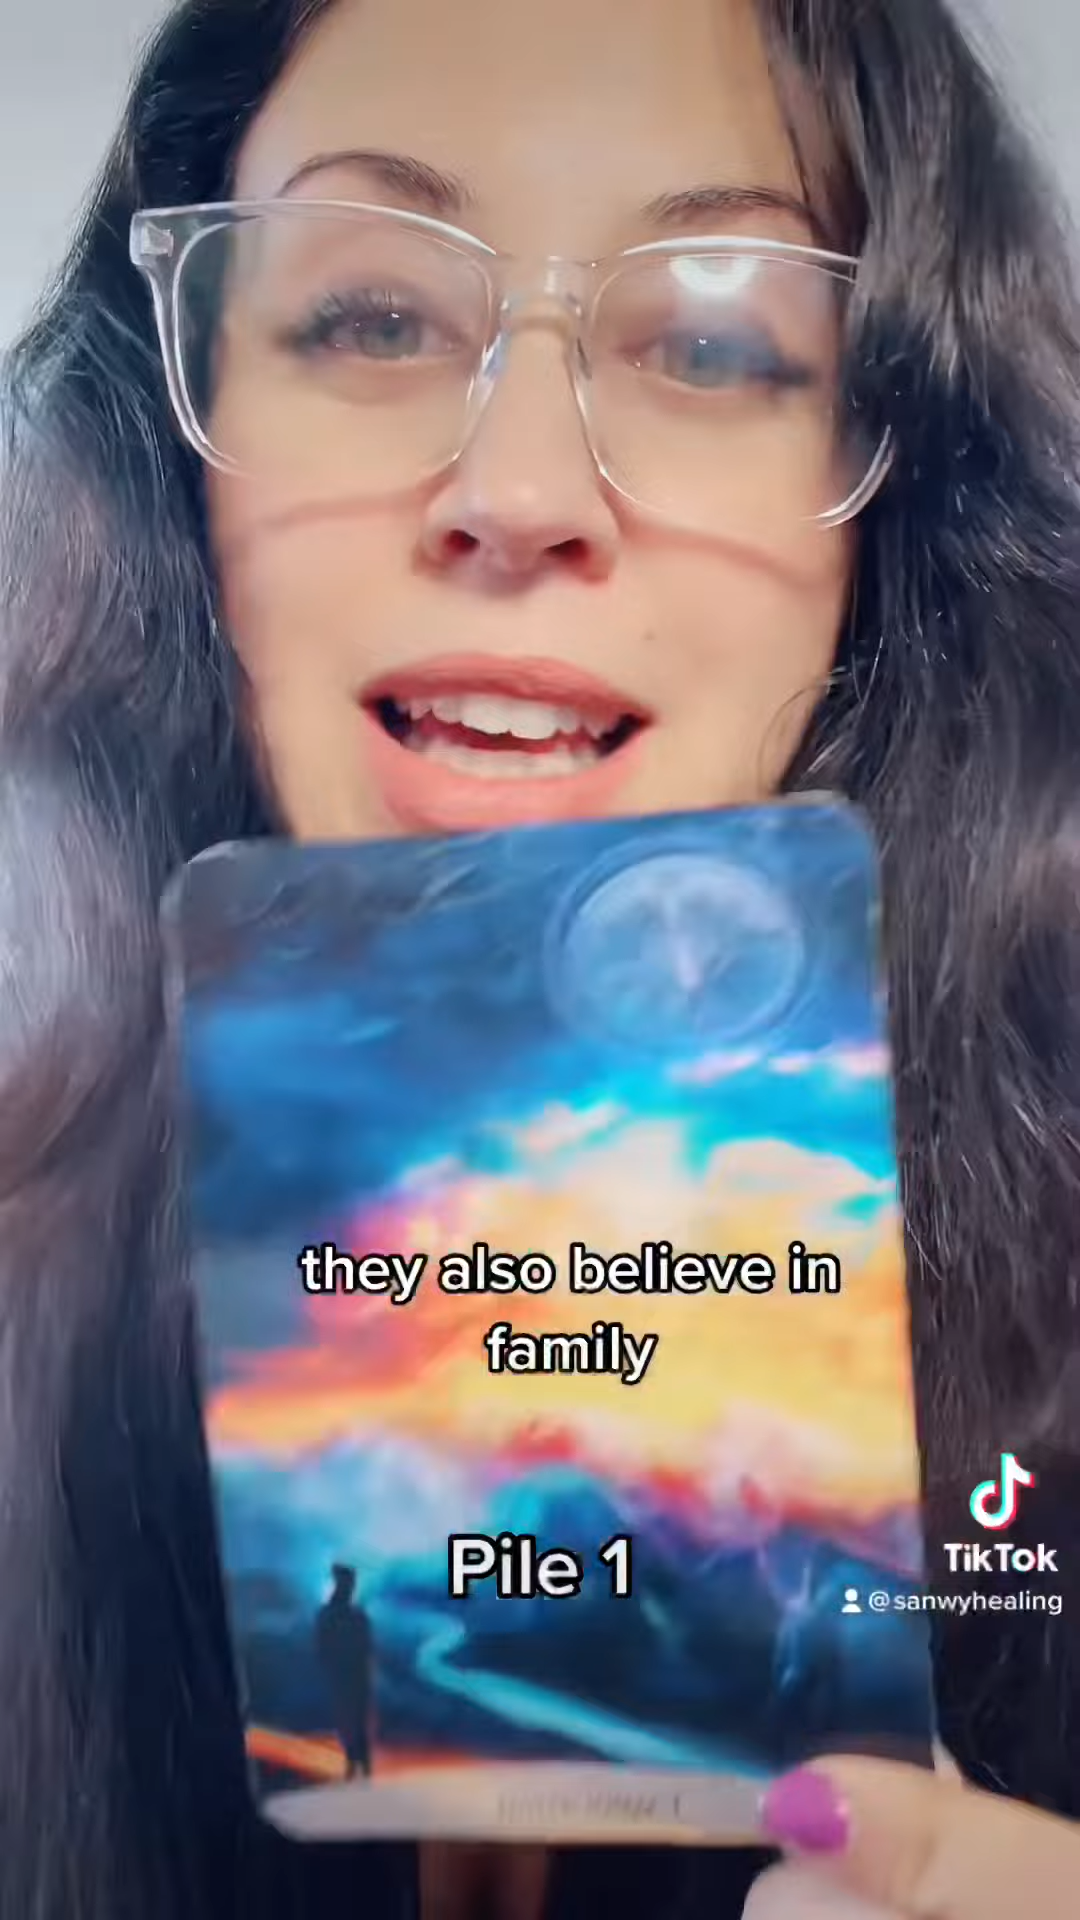 they also believe in
family
Pile 1
TikTok
@sanwyhealing